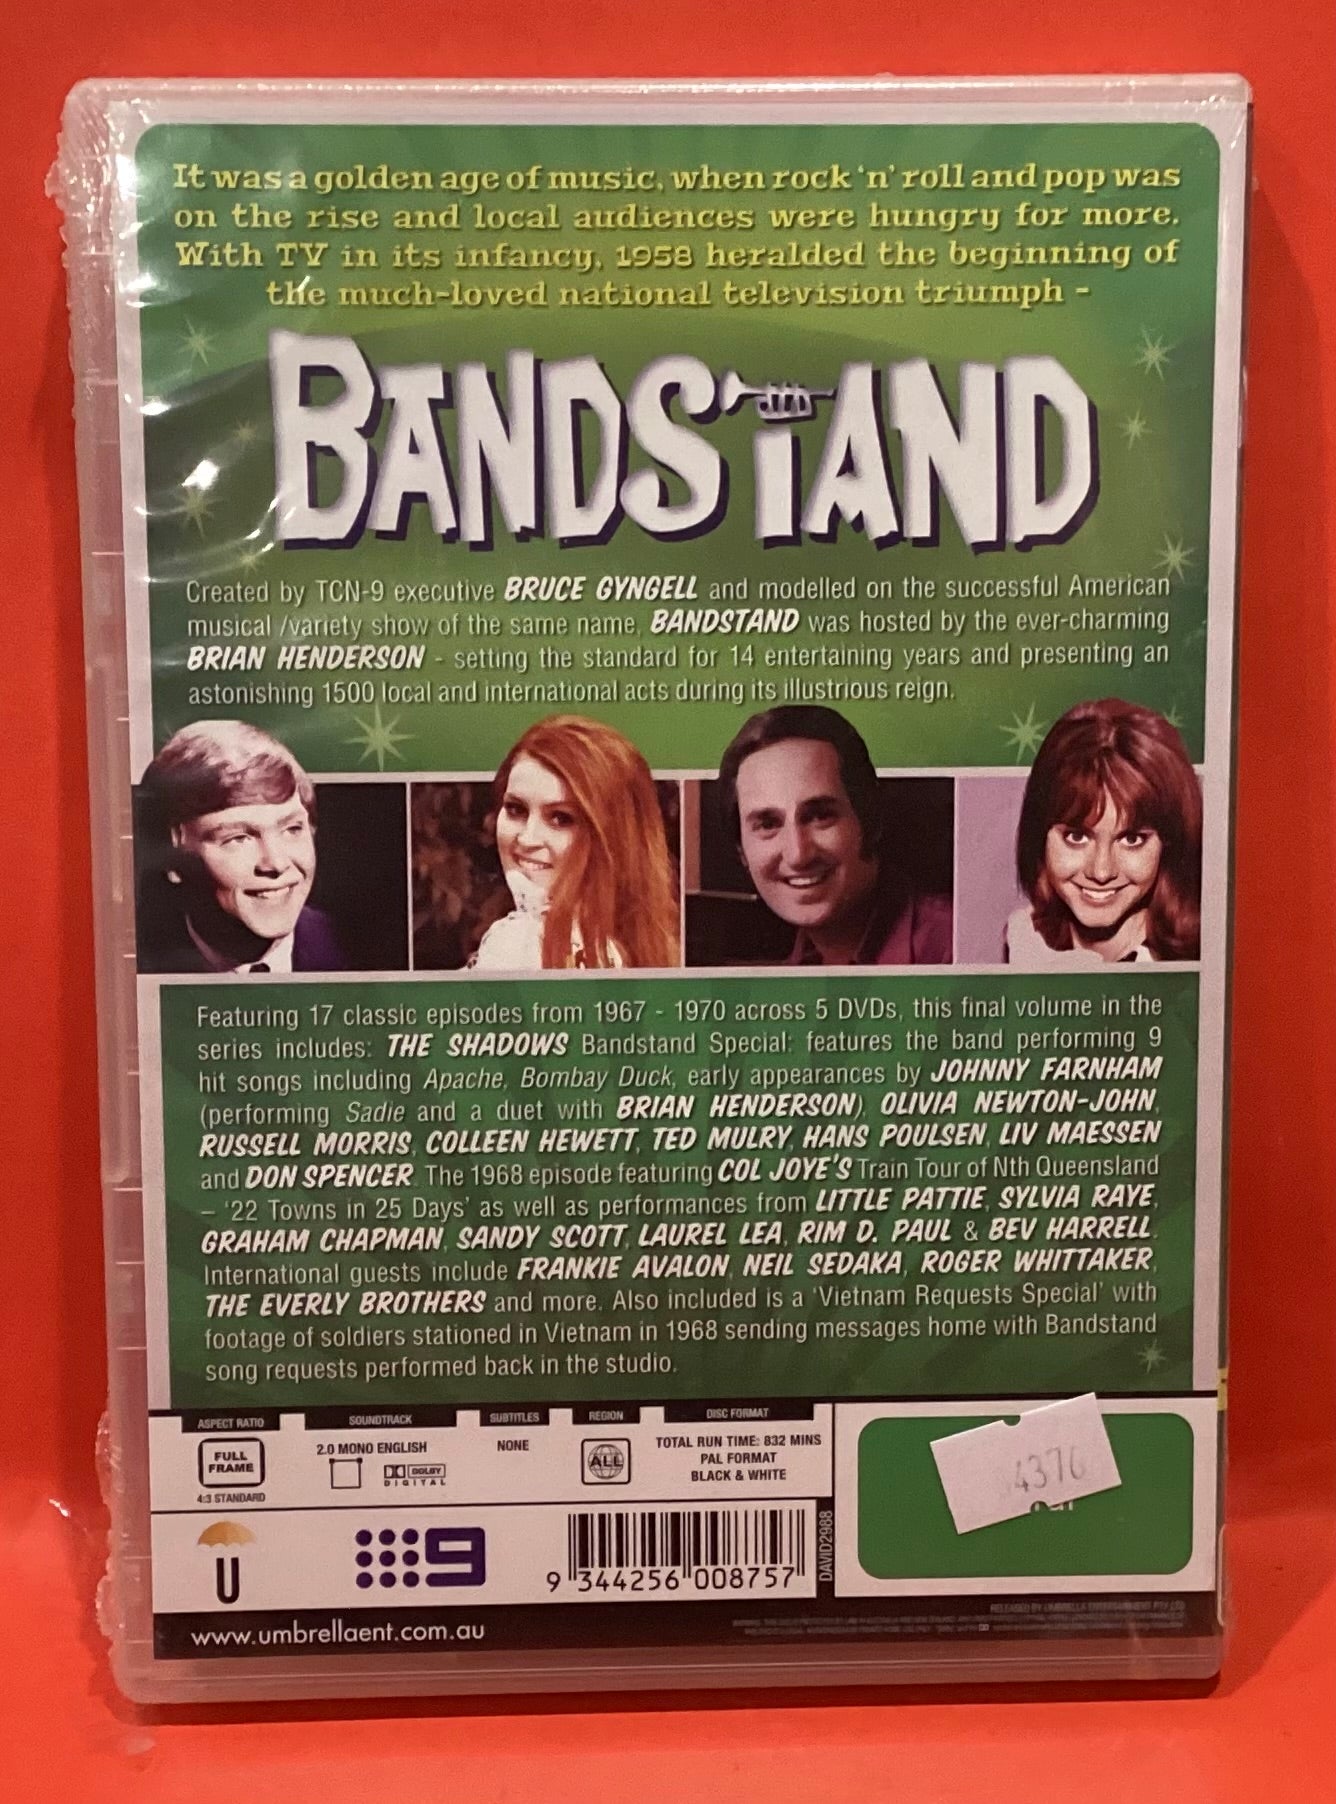 It was a golden age of music, when rock 'n' roll and pop was
on the rise and local audiences were hungry for more.
With TV in its infancy, 1958 heralded the beginning of
the much-loved national television triumph -
BANDSTAND
Created by TCN-9 executive BRUCE GYNGELL and modelled on the successful American
musical /variety show of the same name, BANDSTAND was hosted by the ever-charming
BRIAN HENDERSON - setting the standard for 14 entertaining years and presenting an
astonishing 1500 local and international acts during its illustrious reign.
Featuring 17 classic episodes from 1967 - 1970 across 5 DVDs, this final volume in the
series includes: THE SHADOWS Bandstand Special: features the band performing 9
hit songs including Apache, Bombay Duck, early appearances by JOHNNY FARNHAM
(performing Sadie and a duet with BRIAN HENDERSON), OLIVIA NEWTON-JOHN,
RUSSELL MORRIS, COLLEEN HEWETT, TED MULRY, HANS POULSEN, LIV MAESSEN
and DON SPENCER. The 1968 episode featuring COL JOYE'S Train Tour of Nth Queensland
– '22 Towns in 25 Days' as well as performances from LITTLE PATTIE, SYLVIA RAYE,
GRAHAM CHAPMAN, SANDY SCOTT, LAUREL LEA, RIM D. PAUL & BEV HARRELL.
International guests include FRANKIE AVALON, NEIL SEDAKA, ROGER WHITTAKER,
THE EVERLY BROTHERS and more. Also included is a 'Vietnam Requests Special' with
footage of soldiers stationed in Vietnam in 1968 sending messages home with Bandstand
song requests performed back in the studio.
ASPECT RATIO SOUNDTRACK SUBTITLES REGION DISC FORMAT
FULL
FRAME
4:3 STANDARD
2.0 MONO ENGLISH
DOLBY
DIGITAL
NONE
ALL
TOTAL RUN TIME: 832 MINS
PAL FORMAT
BLACK & WHITE
4376
U
9
9 344256 008757
DAVID2988
www.umbrellaent.com.au
RELEASED BY UMBRELLA ENTERTAINMENT PTY LTD